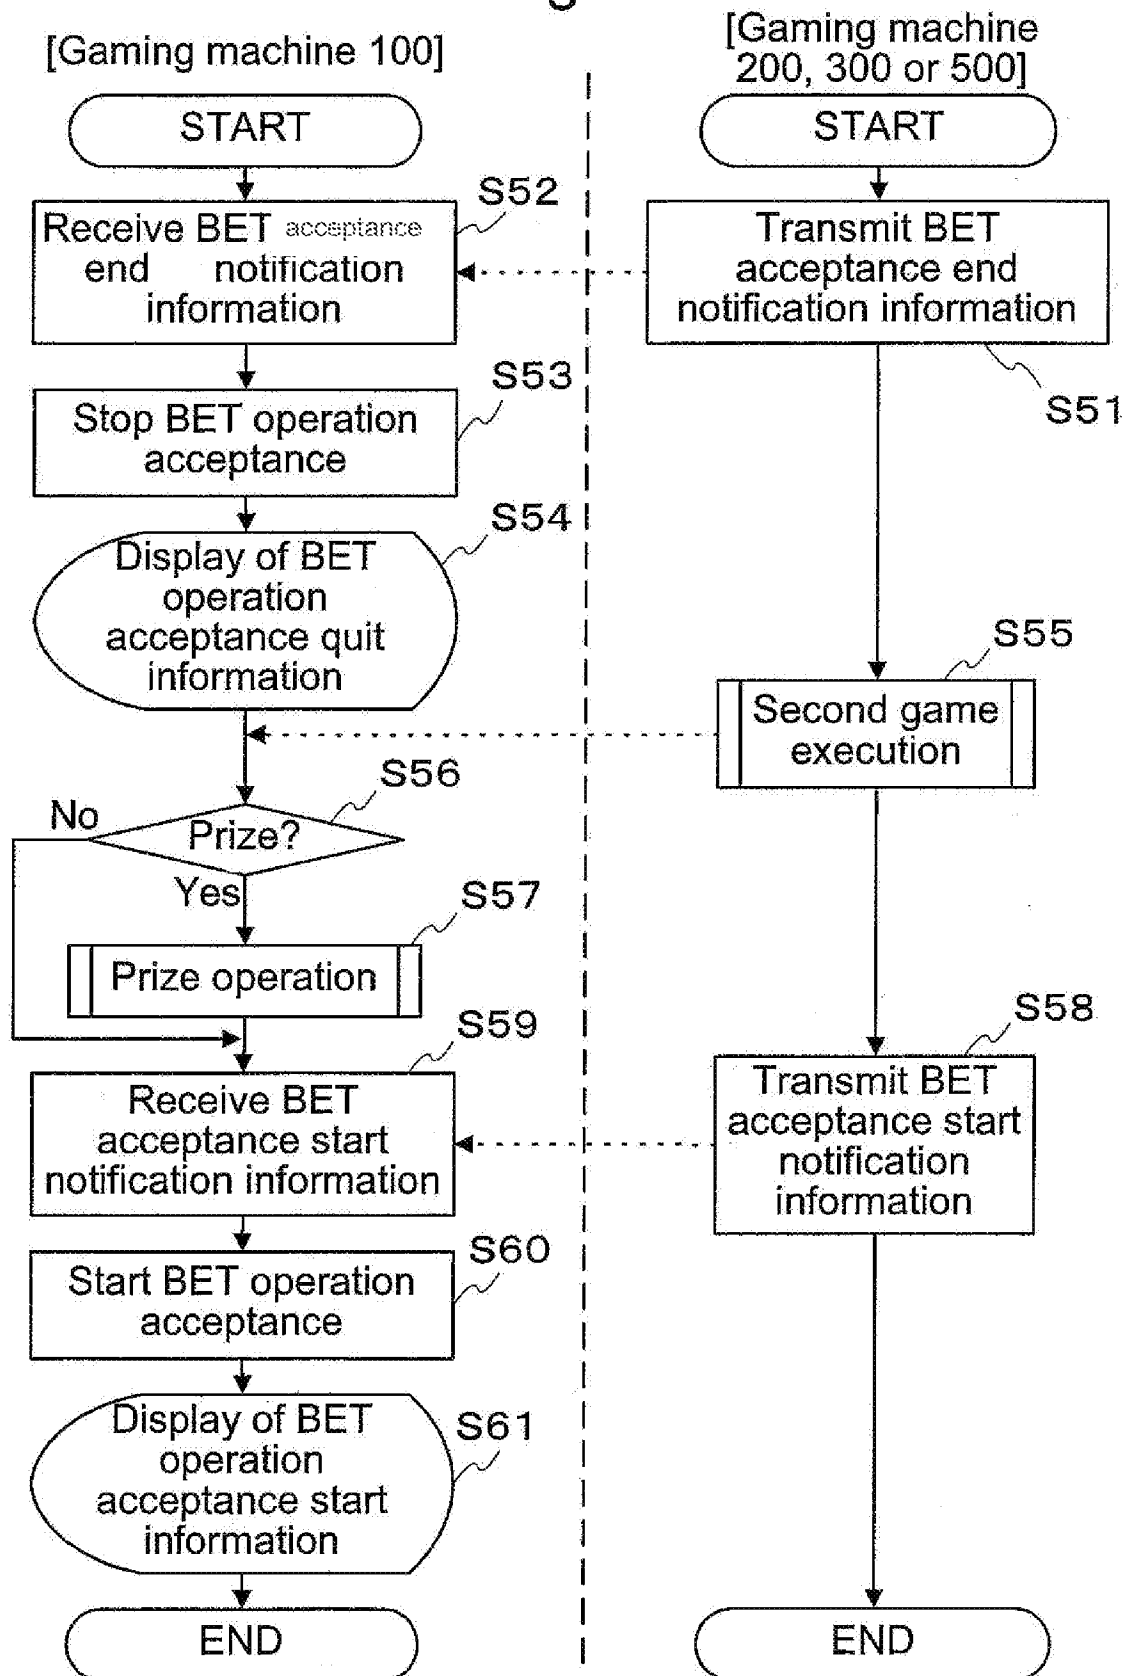 [Gaming machine 100]
START
S52
Receive BET acceptance
end notification
information
S53
Stop BET operation
acceptance
S54
Display of BET
operation
acceptance quit
information
S56
No
Prize?
Yes
S57
Prize operation
S59
Receive BET
acceptance start
notification information
S60
Start BET operation
acceptance
Display of BET
S61
operation
acceptance start
information
END
[Gaming machine
200, 300 or 500]
START
Transmit BET
acceptance end
notification information
S51
S55
Second game
execution
S58
Transmit BET
acceptance start
notification
information
END